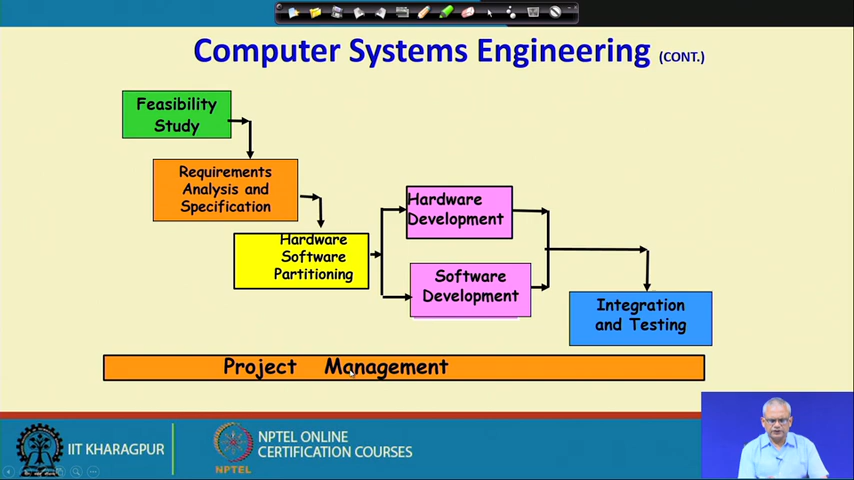 Computer Systems Engineering (CONT.)
Feasibility
Study
Requirements
Analysis and
Specification
Hardware
Software
Partitioning
Hardware
Development
Software
Development
Integration
and Testing
Project Management
IIT KHARAGPUR
NPTEL
NPTEL ONLINE
CERTIFICATION COURSES